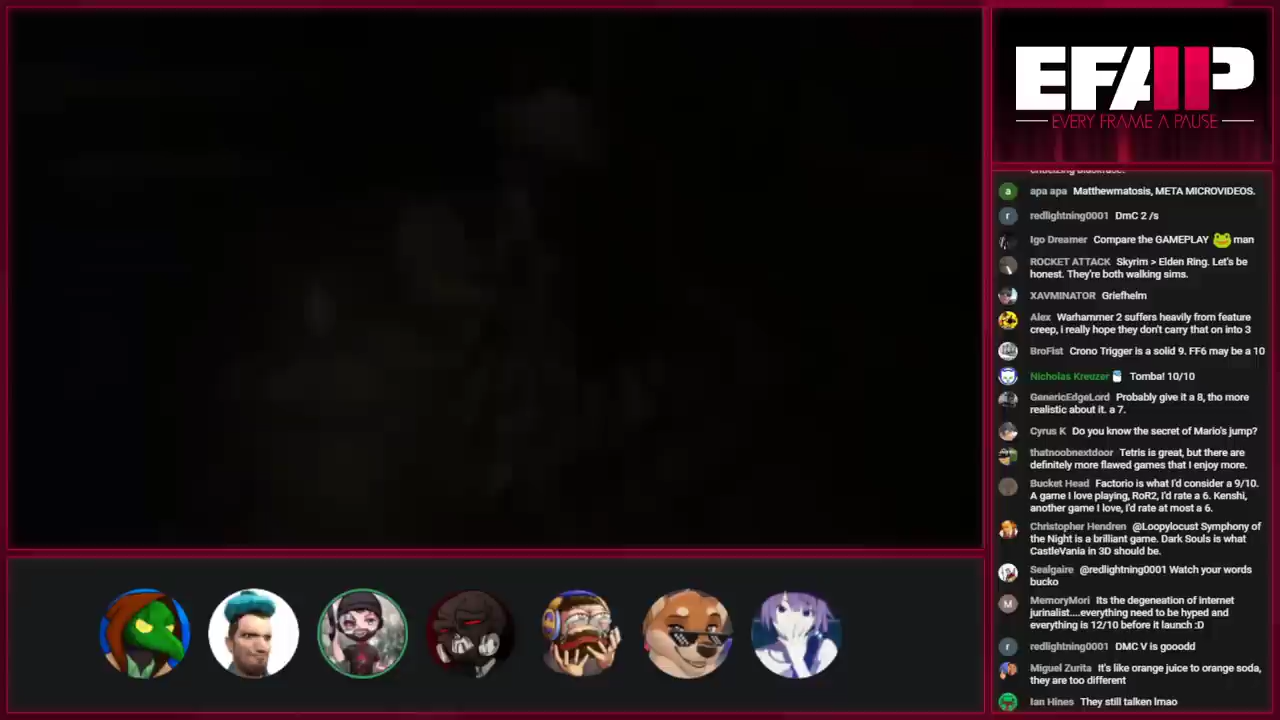 EFAP
EVERY FRAME A PAUSE
apa apa Matthewmatosis, META MICROVIDEOS.
redlightning0001 DmC 2 /s
Igo Dreamer Compare the GAMEPLAY man
ROCKET ATTACK Skyrim > Elden Ring. Let's be
honest. They're both walking sims.
XAVMINATOR Griefhelm
Alex Warhammer 2 suffers heavily from feature
creep, i really hope they don't carry that on into 3
BroFist Crono Trigger is a solid 9. FF6 may be a 10
Nicholas Kreuzer Tomba! 10/10
GenericEdgeLord Probably give it a 8, tho more
realistic about it. a 7.
Cyrus K Do you know the secret of Mario's jump?
thatnoobnextdoor Tetris is great, but there are
definitely more flawed games that I enjoy more.
Bucket Head Factorio is what I'd consider a 9/10.
A game I love playing, RoR2, I'd rate a 6. Kenshi,
another game I love, I'd rate at most a 6.
Christopher Hendren @Loopylocust Symphony of
the Night is a brilliant game. Dark Souls is what
CastleVania in 3D should be.
Sealgaire @redlightning0001 Watch your words
bucko
MemoryMori Its the degeneation of internet
jurinalist....everything need to be hyped and
everything is 12/10 before it launch :D
redlightning0001 DMC V is gooodd
Miguel Zurita It's like orange juice to orange soda,
they are too different
Ian Hines They still talken lmao